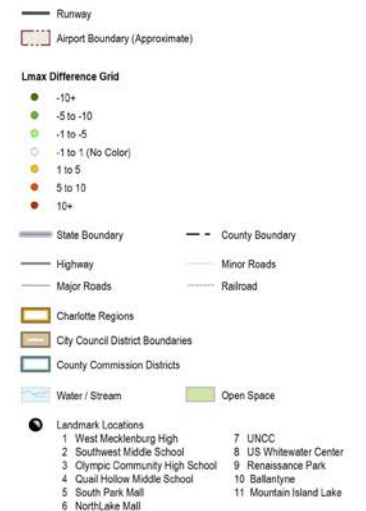 Runway
Airport Boundary (Approximate)
Lmax Difference Grid
-10+
-5 to -10
-1 to -5
-1 to 1 (No Color)
1 to 5
5 to 10
10+
State Boundary
County Boundary
Highway
Minor Roads
Major Roads
Railroad
Charlotte Regions
City Council District Boundaries
County Commission Districts
Water / Stream
Open Space
Landmark Locations
1 West Mecklenburg High
2 Southwest Middle School
3 Olympic Community High School
4 Quail Hollow Middle School
5 South Park Mall
6 NorthLake Mall
7 UNCC
8 US Whitewater Center
9 Renaissance Park
10 Ballantyne
11 Mountain Island Lake